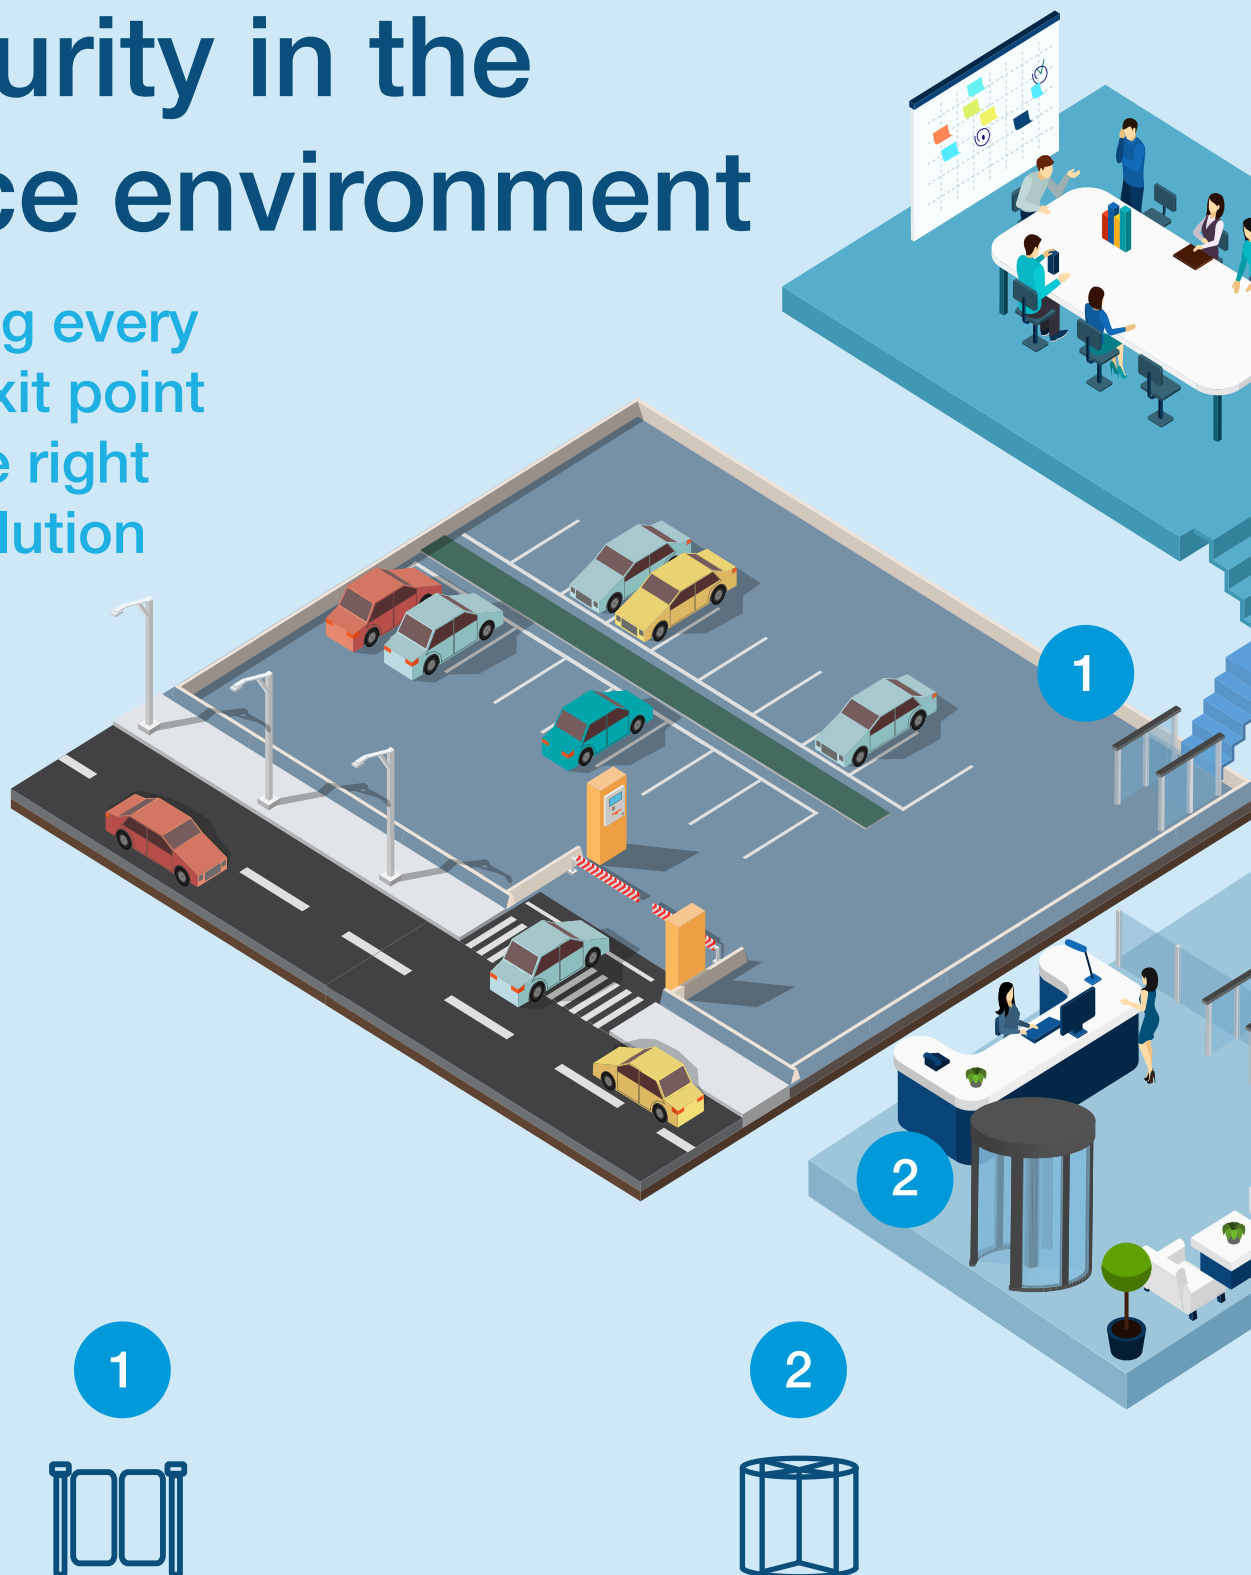 urity in the
ce environment
g every
xit point
e right
lution
1
2
1
2